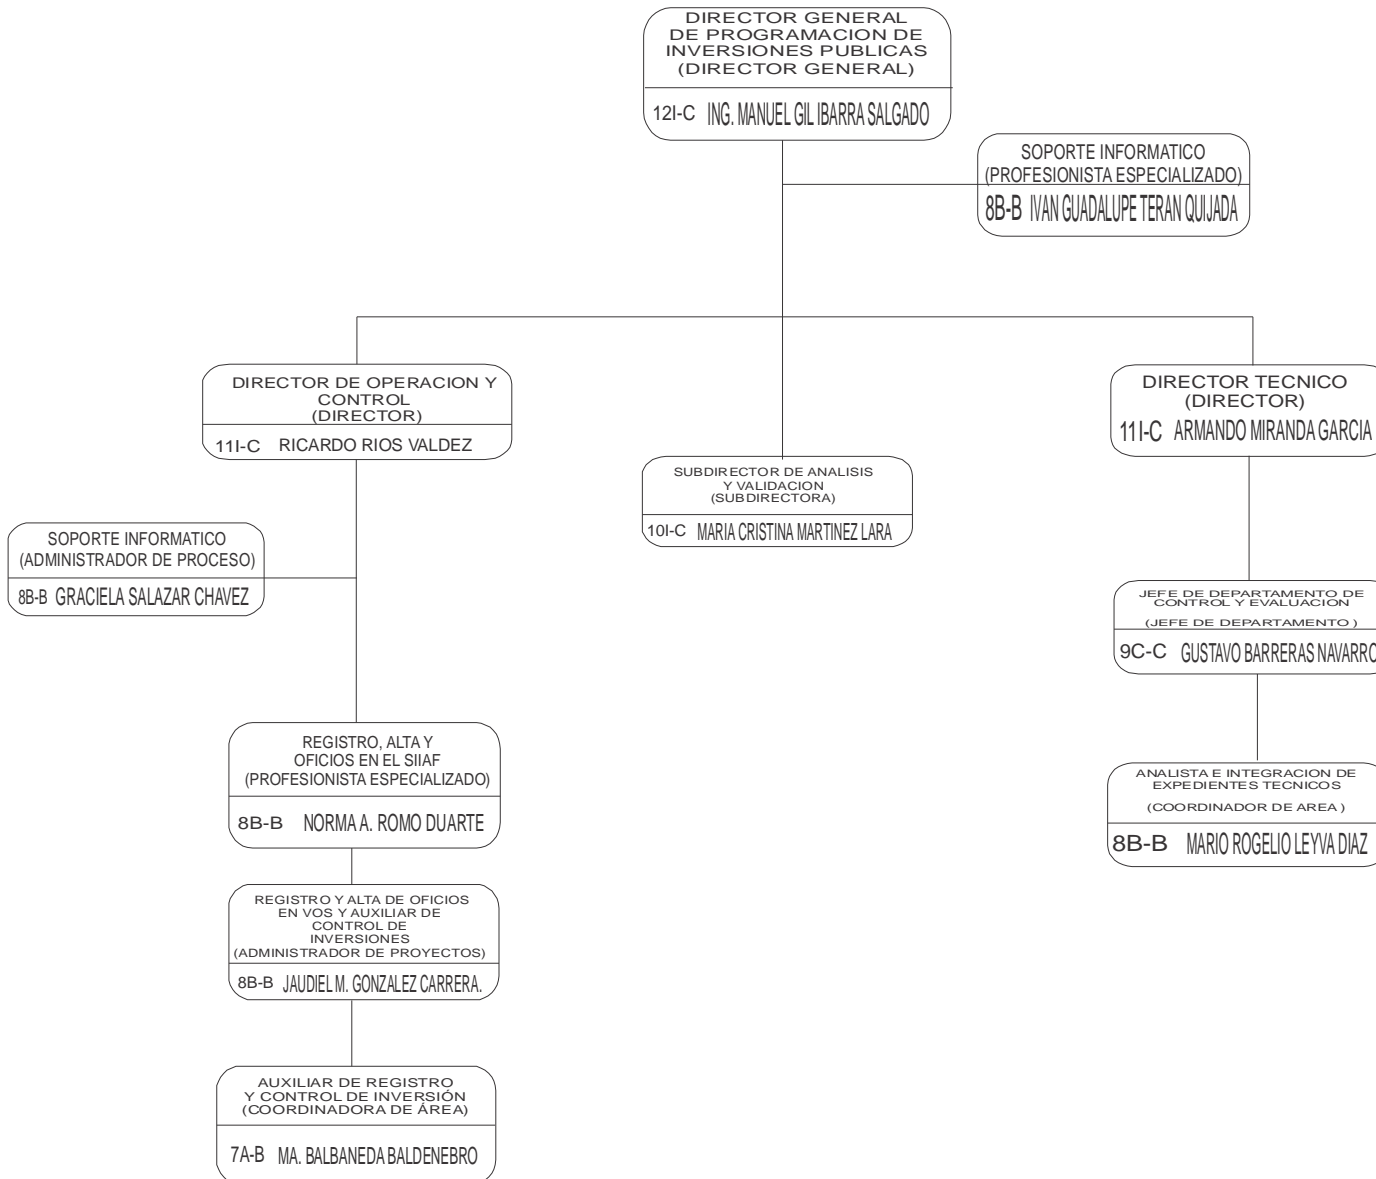 DIRECTOR GENERAL
DE PROGRAMACION DE
INVERSIONES PUBLICAS
(DIRECTOR GENERAL)
12I-C ING. MANUEL GIL IBARRA SALGADO
SOPORTE INFORMATICO
(PROFESIONISTA ESPECIALIZADO)
8B-B IVAN GUADALUPE TERAN QUIJADA
DIRECTOR DE OPERACION Y
CONTROL
(DIRECTOR)
11I-C RICARDO RIOS VALDEZ
SUBDIRECTOR DE ANALISIS
Y VALIDACION
(SUBDIRECTORA)
10I-C MARIA CRISTINA MARTINEZ LARA
DIRECTOR TECNICO
(DIRECTOR)
11I-C ARMANDO MIRANDA GARCIA
SOPORTE INFORMATICO
(ADMINISTRADOR DE PROCESO)
8B-B GRACIELA SALAZAR CHAVEZ
JEFE DE DEPARTAMENTO DE
CONTROL Y EVALUACION
(JEFE DE DEPARTAMENTO )
9C-C GUSTAVO BARRERAS NAVARRO
REGISTRO, ALTA Y
OFICIOS EN EL SIIAF
(PROFESIONISTA ESPECIALIZADO)
8B-B NORMA A. ROMO DUARTE
ANALISTA E INTEGRACION DE
EXPEDIENTES TECNICOS
(COORDINADOR DE AREA )
8B-B MARIO ROGELIO LEYVA DIAZ
REGISTRO Y ALTA DE OFICIOS
EN VOS Y AUXILIAR DE
CONTROL DE
INVERSIONES
(ADMINISTRADOR DE PROYECTOS)
8B-B JAUDIEL M. GONZALEZ CARRERA.
AUXILIAR DE REGISTRO
Y CONTROL DE INVERSIÓN
(COORDINADORA DE ÁREA)
7A-B MA. BALBANEDA BALDENEBRO